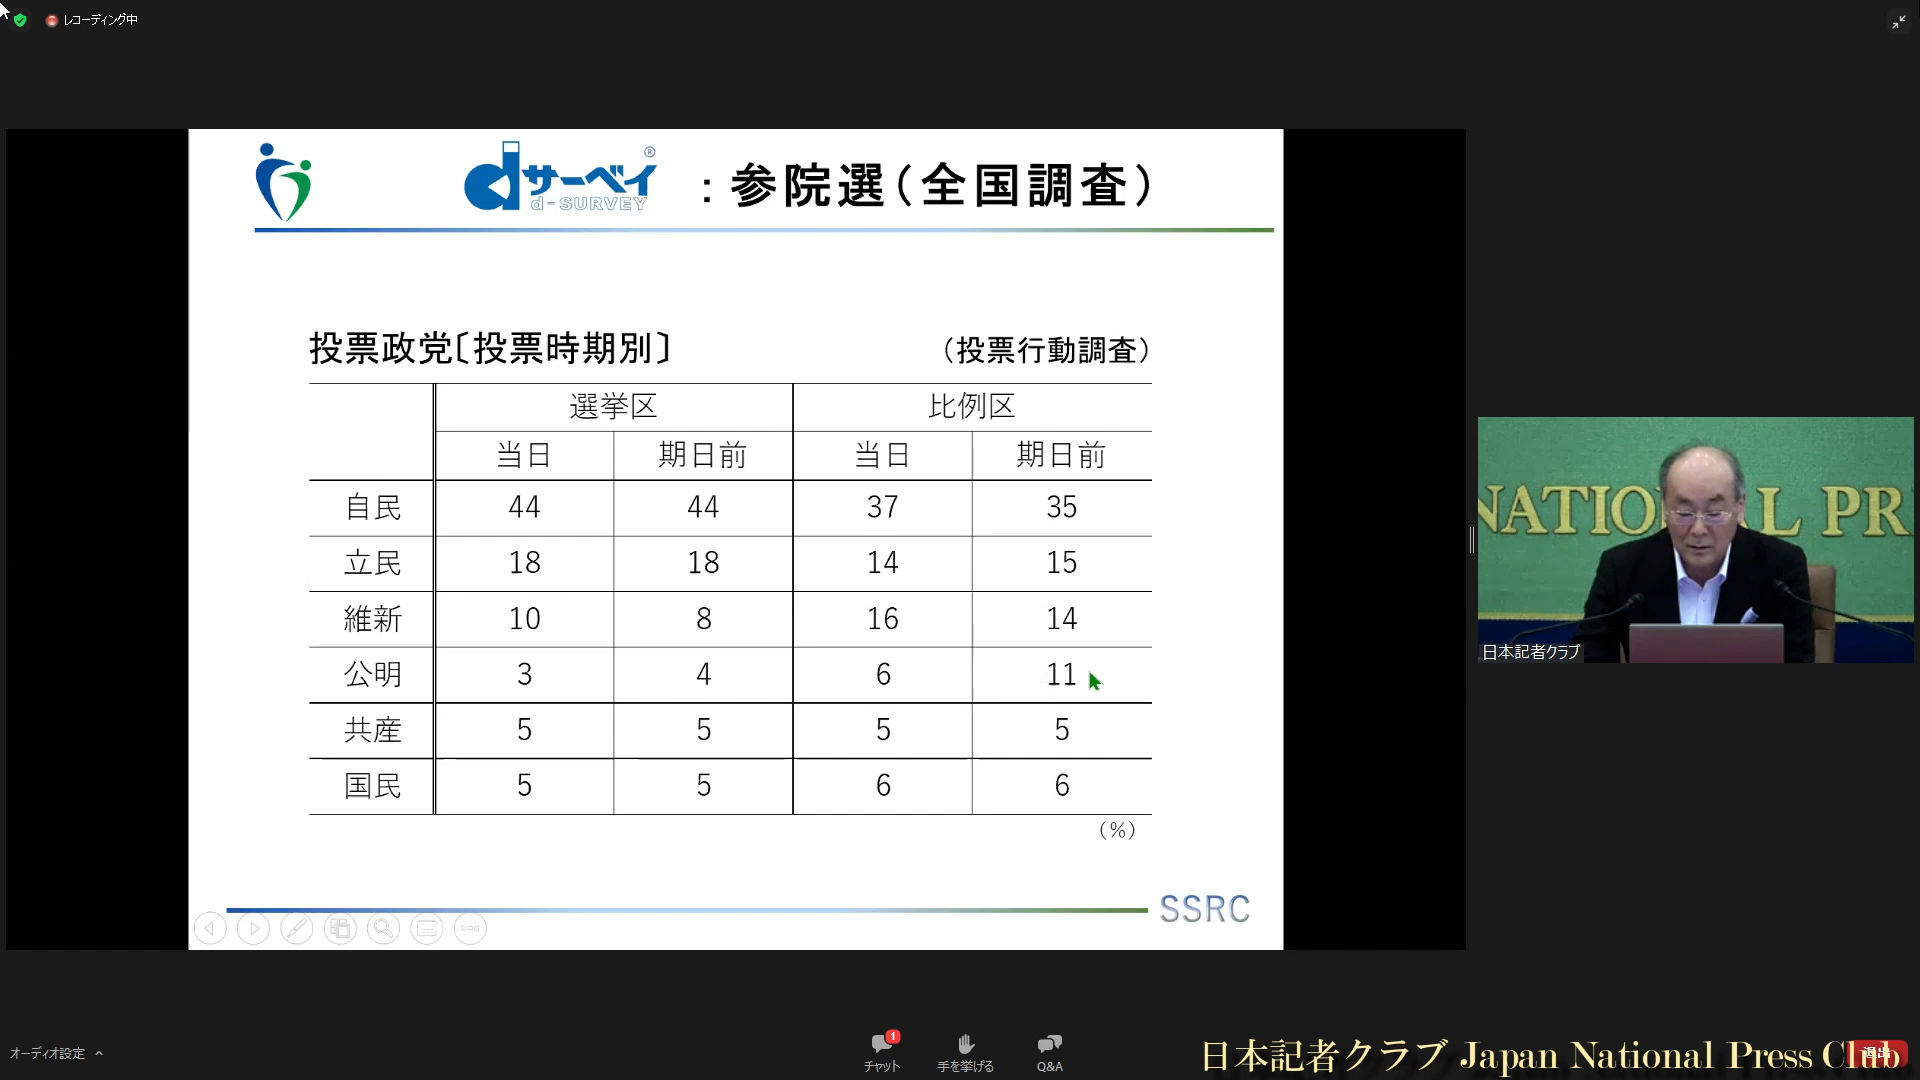 レコーディング中
dサーベイ®
d-SURVEY
：参院選（全国調査）
投票政党〔投票時期別〕 （投票行動調査）
選挙区 比例区
当日 期日前 当日 期日前
自民 44 44 37 35
立民 18 18 14 15
維新 10 8 16 14
公明 3 4 6 11
共産 5 5 5 5
国民 5 5 6 6
（%）
SSRC
NATIONAL PR
日本記者クラブ
オーディオ設定
1
チャット 手を挙げる Q&A
日本記者クラブ Japan National Press Club
退出